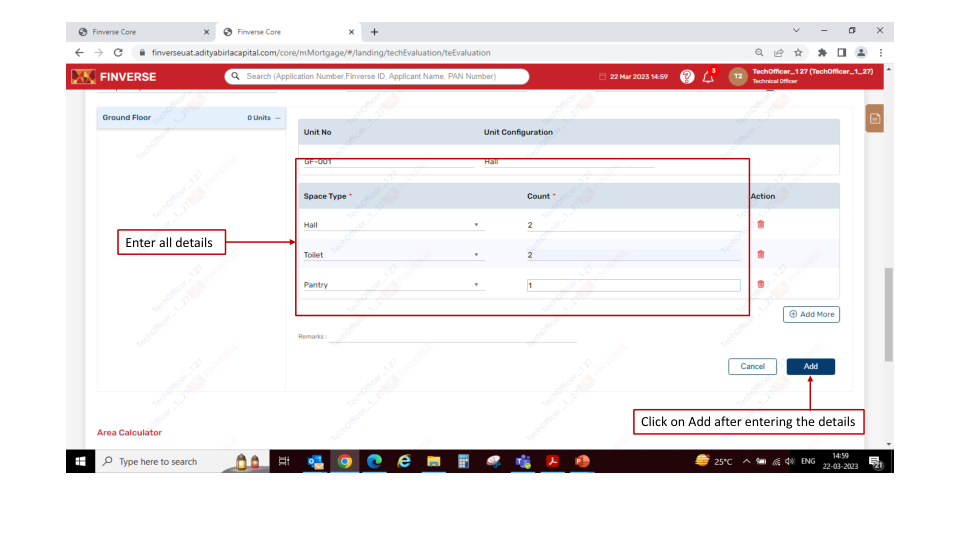 Finverse Core
Finverse Core
finverseuat.adityabirlacapital.com/core/mMortgage/#/landing/techEvaluation/teEvaluation
FINVERSE
Search (Application Number,Finverse ID, Applicant Name, PAN Number)
22 Mar 2023 14:59
3
T2
TechOfficer_1 27 (TechOfficer_1_27)
Technical Officer
Ground Floor
0 Units
Unit No
Unit Configuration
GF-001
Hall
Space Type *
Count *
Action
Hall
2
Enter all details
Toilet
2
Pantry
1
Add More
Remarks :
Cancel
Add
Click on Add after entering the details
Area Calculator
Type here to search
25°C
ENG
14:59
22-03-2023
21